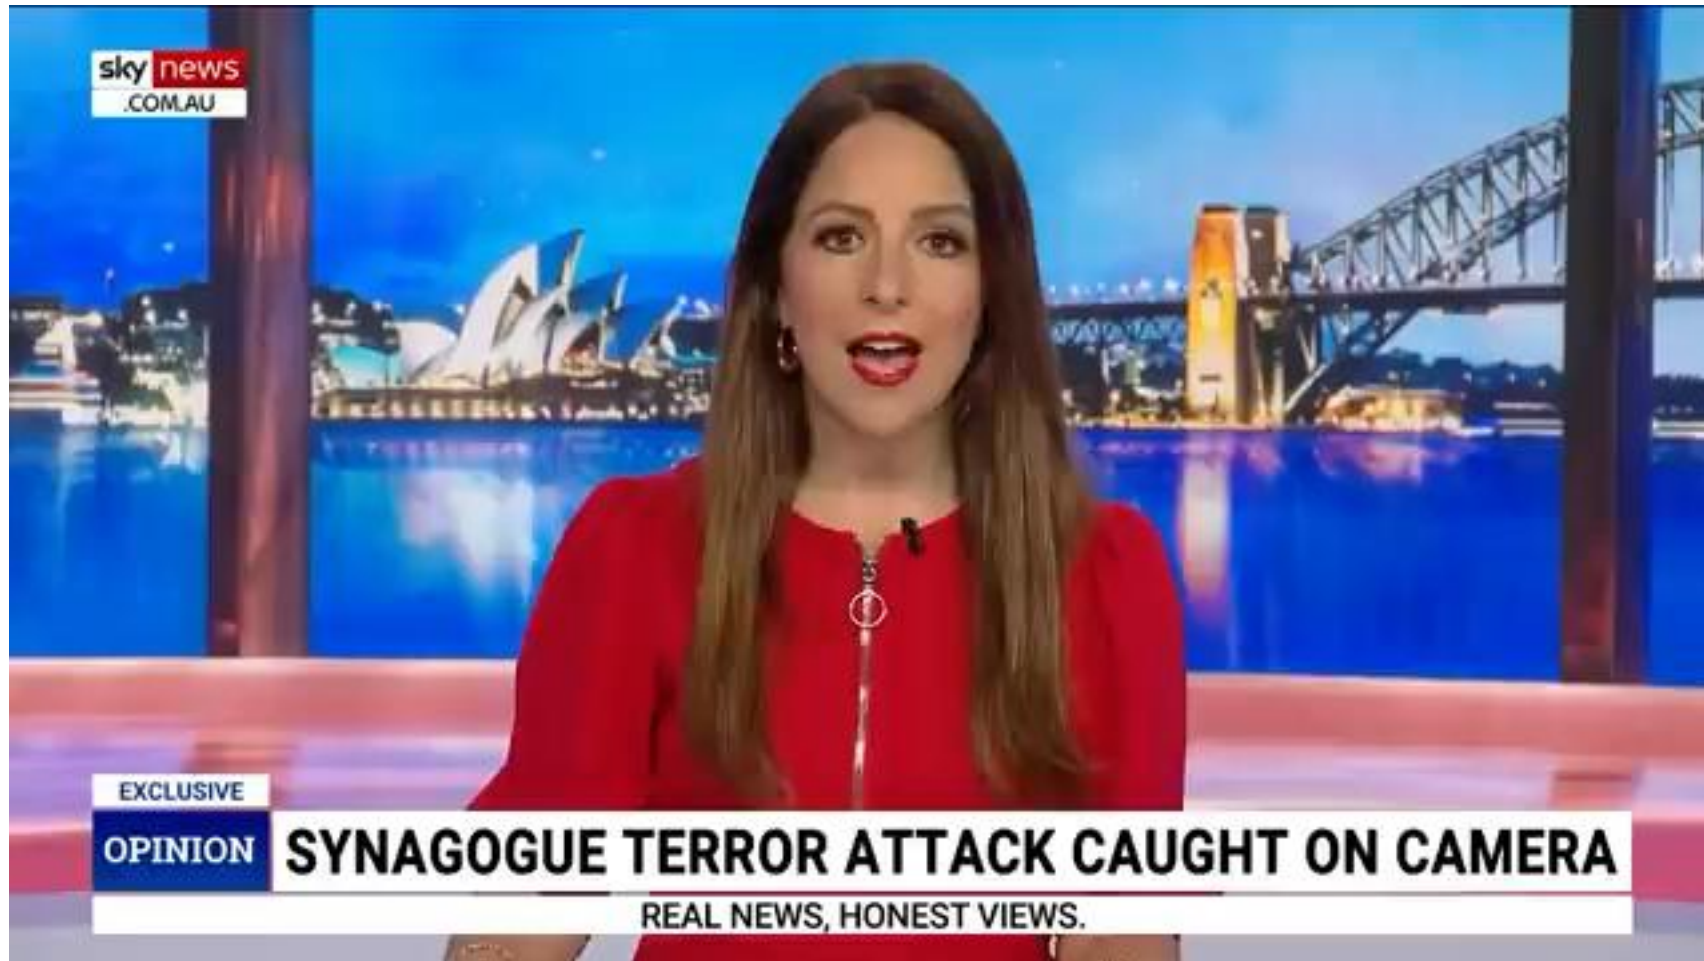 sky news
.COM.AU
EXCLUSIVE
OPINION
SYNAGOGUE TERROR ATTACK CAUGHT ON CAMERA
REAL NEWS, HONEST VIEWS.